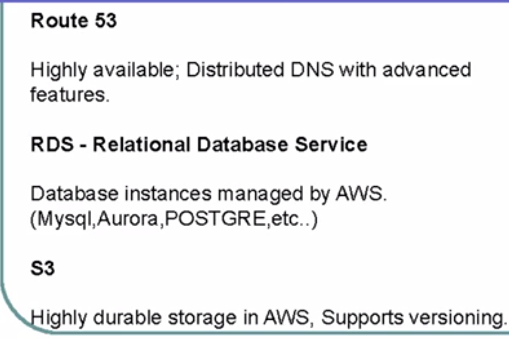 Route 53
Highly available; Distributed DNS with advanced
features.
RDS - Relational Database Service
Database instances managed by AWS.
(Mysql,Aurora,POSTGRE,etc..)
S3
Highly durable storage in AWS, Supports versioning.